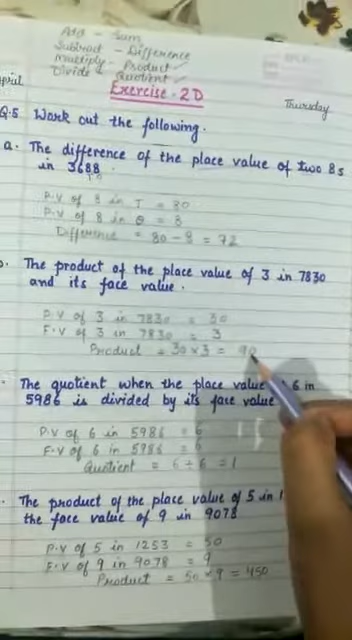 Add - Sum
Subtract - Difference
Multiply - Product ✓
Divide - Quotient ✓
April
Exercise - 2D
Thursday
Q.5 Work out the following.
a. The difference of the place value of two 8s
in 3688.
P.V of 8 in T = 80
P.V of 8 in O = 8
Difference = 80 - 8 = 72
The product of the place value of 3 in 7830
and its face value.
P.V of 3 in 7830 = 30
F.V of 3 in 7830 = 3
Product = 30 × 3 = 90
The quotient when the place value 6 in
5986 is divided by its face value
P.V of 6 in 5986 = 6
F.V of 6 in 5986 = 6
Quotient = 6 ÷ 6 = 1
The product of the place value of 5 in 1
the face value of 9 in 9078
P.V of 5 in 1253 = 50
F.V of 9 in 9078 = 9
Product = 50 × 9 = 450